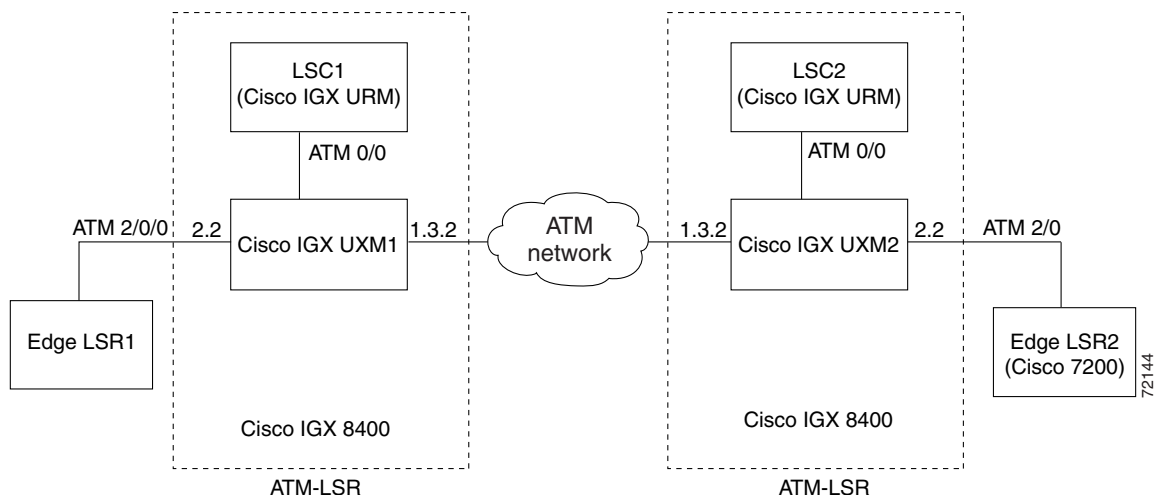 LSC1
(Cisco IGX URM)
LSC2
(Cisco IGX URM)
ATM 0/0
ATM 0/0
ATM 2/0/0
2.2
Cisco IGX UXM1
1.3.2
ATM
network
1.3.2
Cisco IGX UXM2
2.2
ATM 2/0
Edge LSR1
Edge LSR2
(Cisco 7200)
72144
Cisco IGX 8400
Cisco IGX 8400
ATM-LSR
ATM-LSR